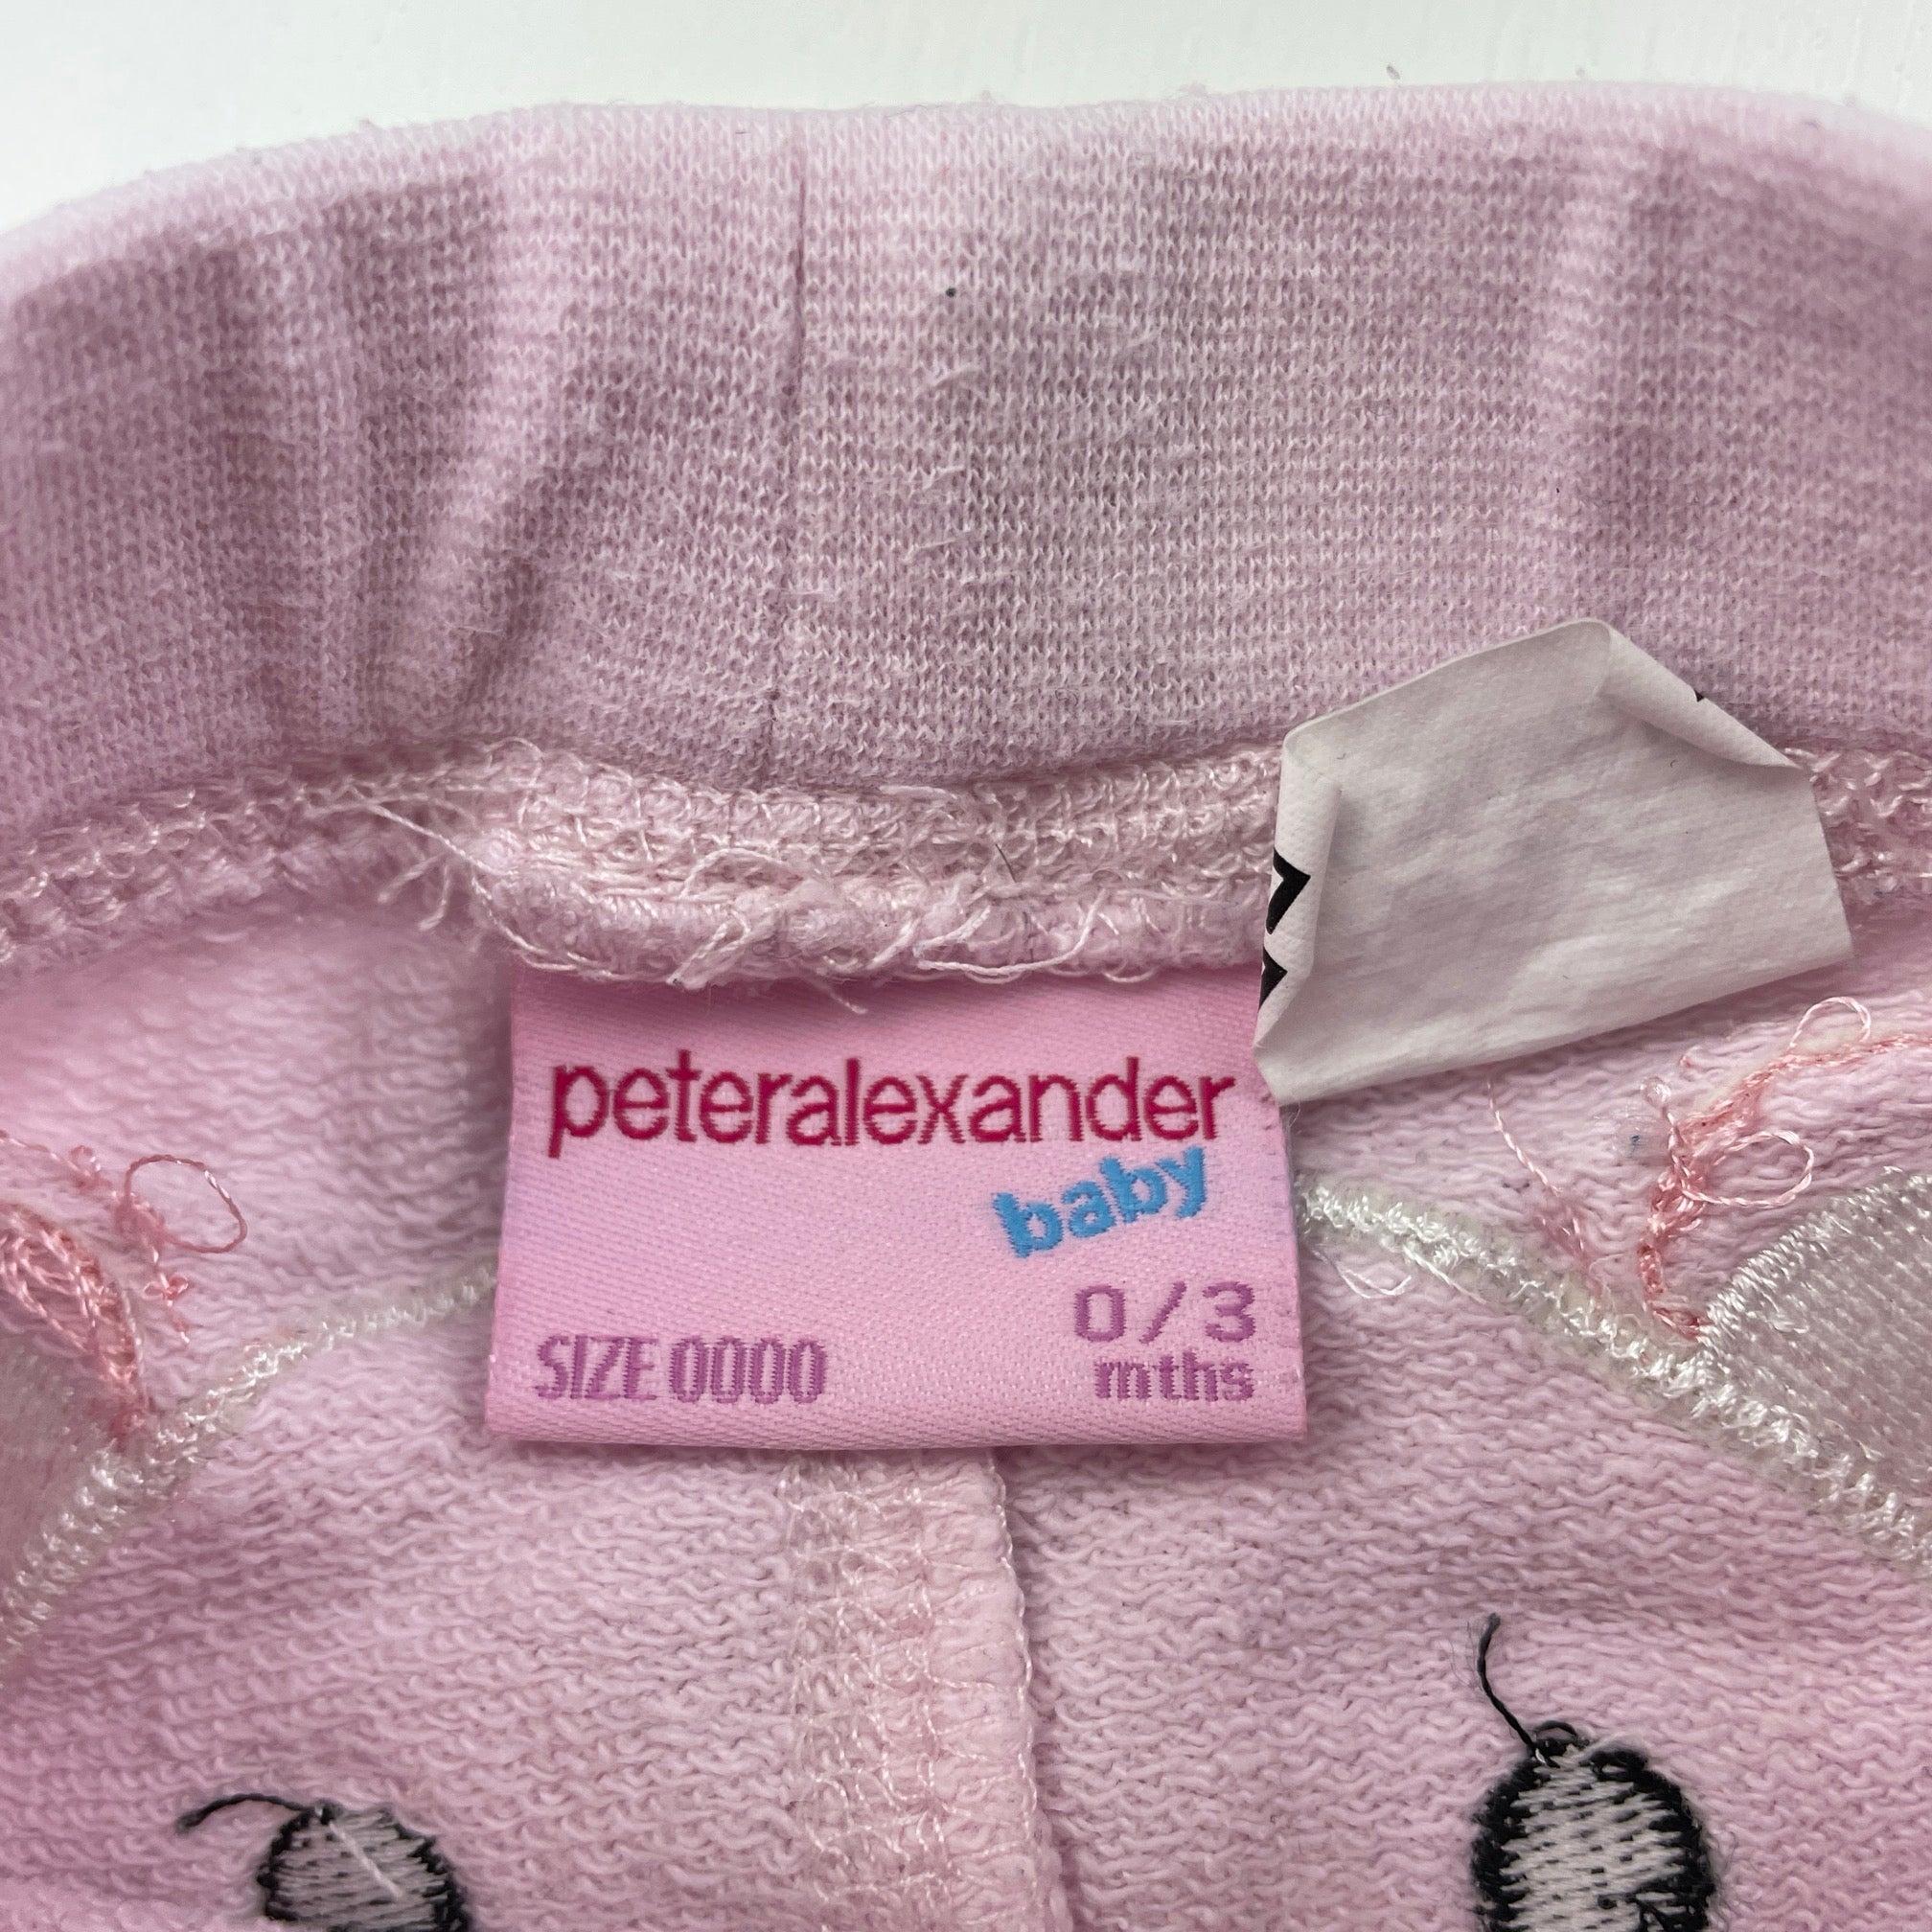 peteralexander
baby
0/3
SIZE 0000 mths